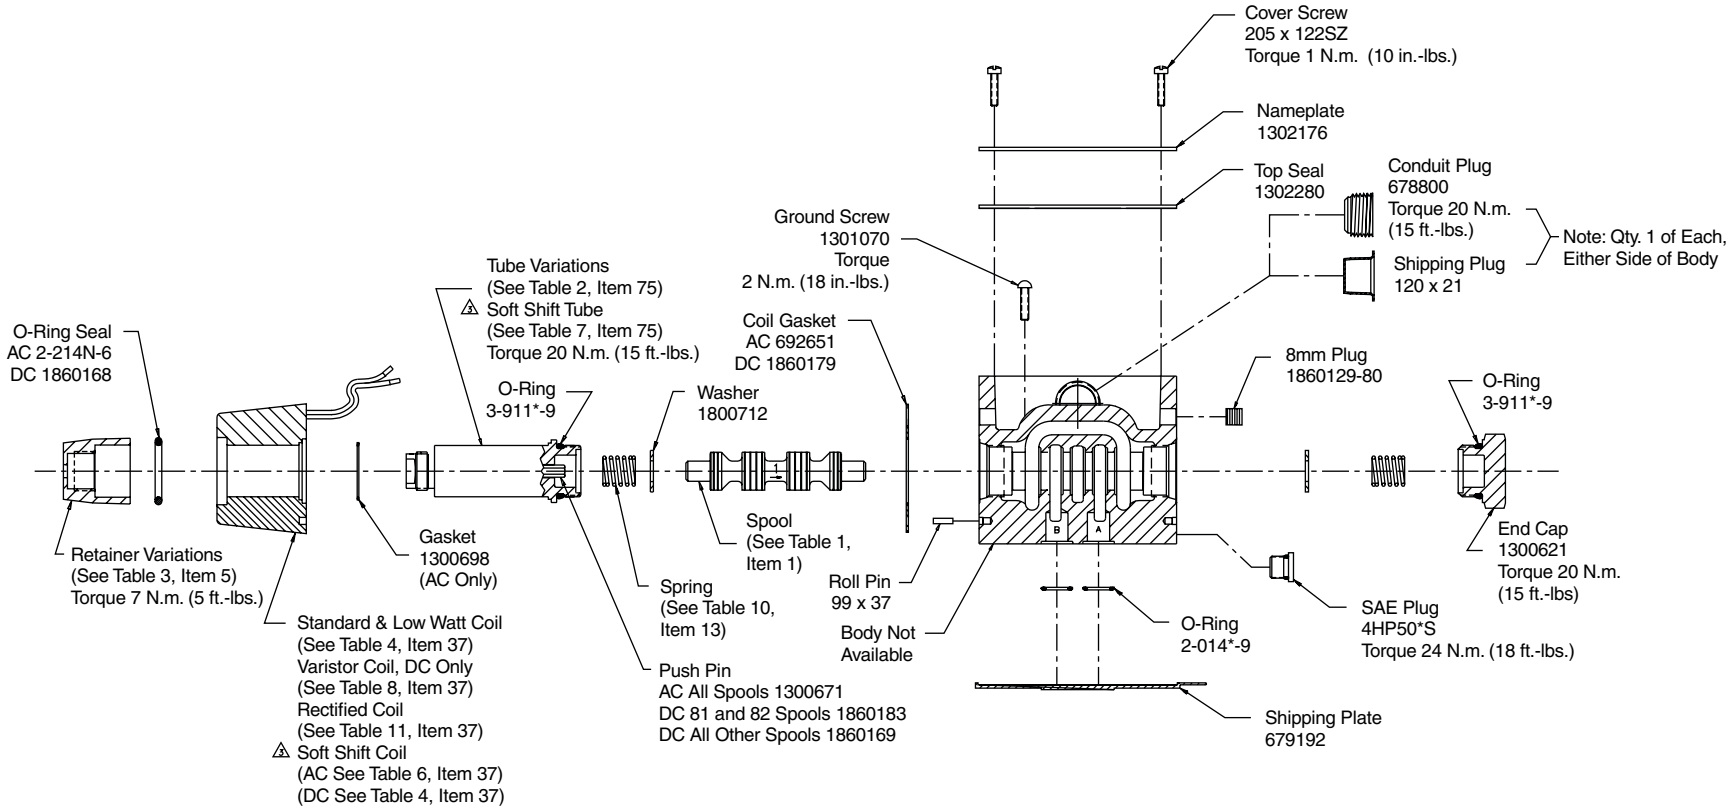 Cover Screw
205 x 122SZ
Torque 1 N.m. (10 in.-lbs.)
Nameplate
1302176
Top Seal
1302280
Conduit Plug
678800
Torque 20 N.m.
(15 ft.-lbs.)
Note: Qty. 1 of Each,
Either Side of Body
Shipping Plug
120 x 21
Ground Screw
1301070
Torque
2 N.m. (18 in.-lbs.)
Tube Variations
(See Table 2, Item 75)
3 Soft Shift Tube
(See Table 7, Item 75)
Torque 20 N.m. (15 ft.-lbs.)
O-Ring Seal
AC 2-214N-6
DC 1860168
Coil Gasket
AC 692651
DC 1860179
8mm Plug
1860129-80
O-Ring
3-911*-9
Washer
1800712
O-Ring
3-911*-9
1
B
A
Retainer Variations
(See Table 3, Item 5)
Torque 7 N.m. (5 ft.-lbs.)
Gasket
1300698
(AC Only)
Spool
(See Table 1,
Item 1)
Spring
(See Table 10,
Item 13)
Roll Pin
99 x 37
Body Not
Available
End Cap
1300621
Torque 20 N.m.
(15 ft.-lbs)
SAE Plug
4HP50*S
Torque 24 N.m. (18 ft.-lbs.)
O-Ring
2-014*-9
Standard & Low Watt Coil
(See Table 4, Item 37)
Varistor Coil, DC Only
(See Table 8, Item 37)
Rectified Coil
(See Table 11, Item 37)
3 Soft Shift Coil
(AC See Table 6, Item 37)
(DC See Table 4, Item 37)
Push Pin
AC All Spools 1300671
DC 81 and 82 Spools 1860183
DC All Other Spools 1860169
Shipping Plate
679192